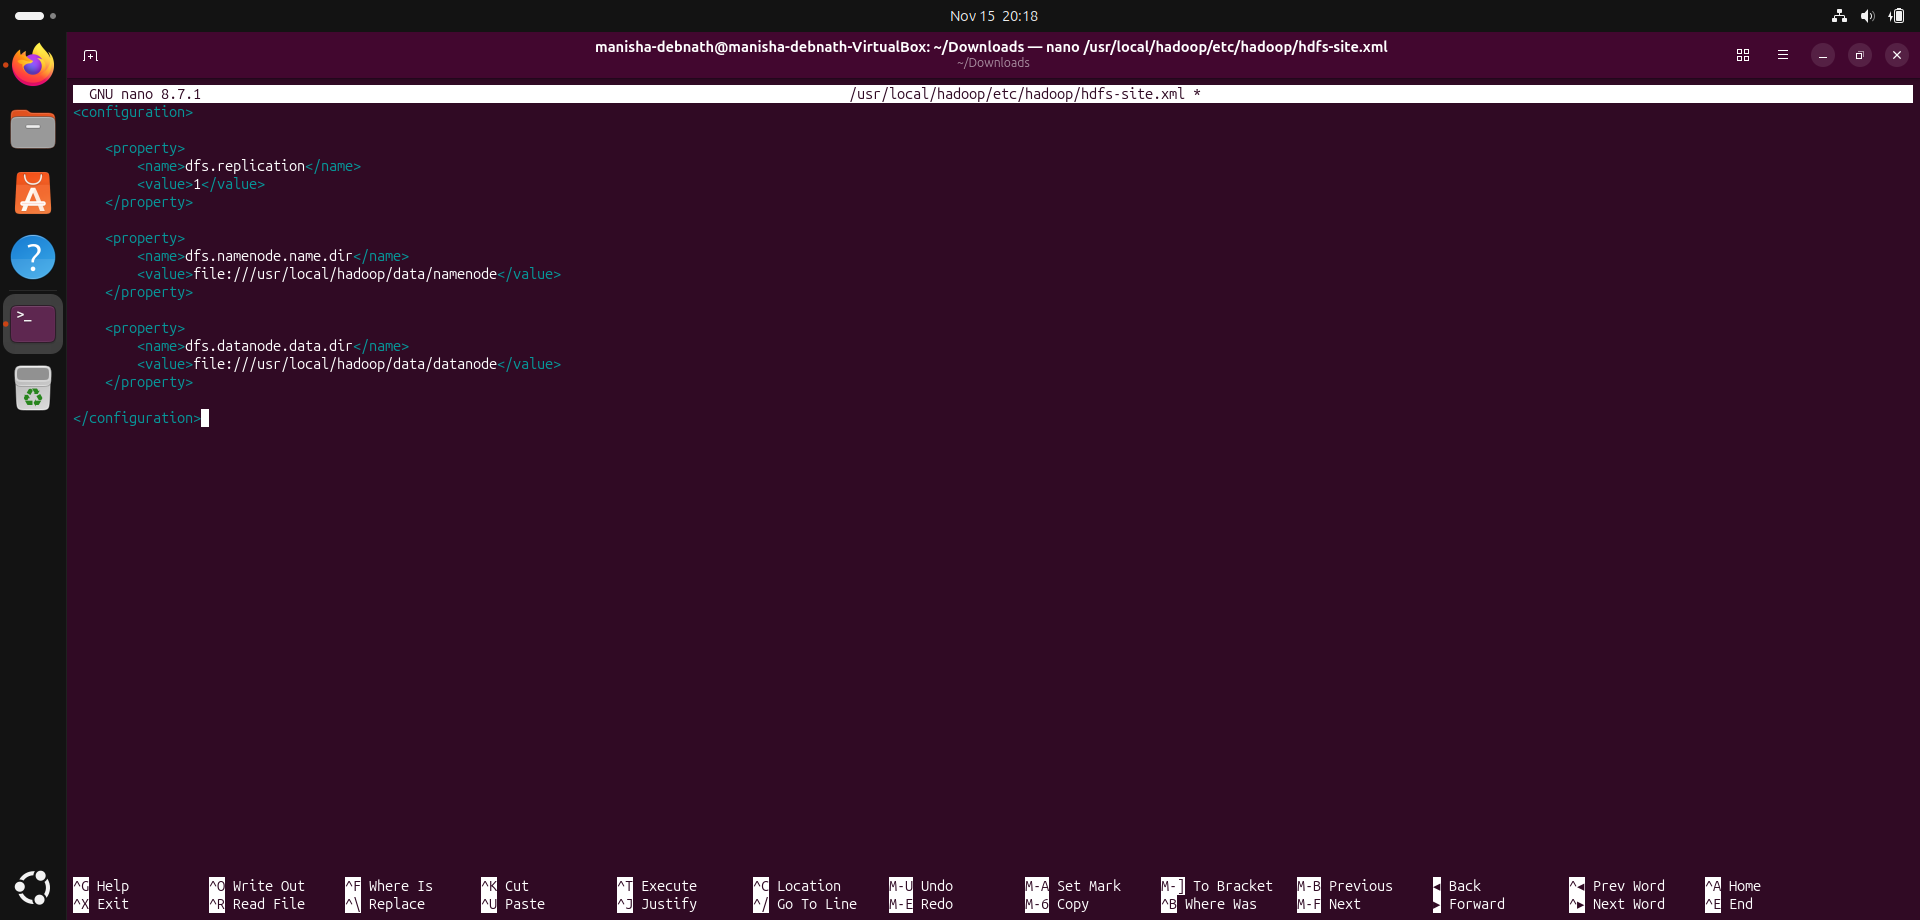 Nov 15 20:18
manisha-debnath@manisha-debnath-VirtualBox: ~/Downloads — nano /usr/local/hadoop/etc/hadoop/hdfs-site.xml
~/Downloads
GNU nano 8.7.1 /usr/local/hadoop/etc/hadoop/hdfs-site.xml *
<configuration>
<property>
<name>dfs.replication</name>
<value>1</value>
</property>
<property>
<name>dfs.namenode.name.dir</name>
<value>file:///usr/local/hadoop/data/namenode</value>
</property>
<property>
<name>dfs.datanode.data.dir</name>
<value>file:///usr/local/hadoop/data/datanode</value>
</property>
</configuration>
^G Help ^O Write Out ^F Where Is ^K Cut ^T Execute ^C Location M-U Undo M-A Set Mark M-] To Bracket M-B Previous ◂ Back ^◂ Prev Word ^A Home
^X Exit ^R Read File ^\ Replace ^U Paste ^J Justify ^/ Go To Line M-E Redo M-6 Copy ^B Where Was M-F Next ▸ Forward ^▸ Next Word ^E End